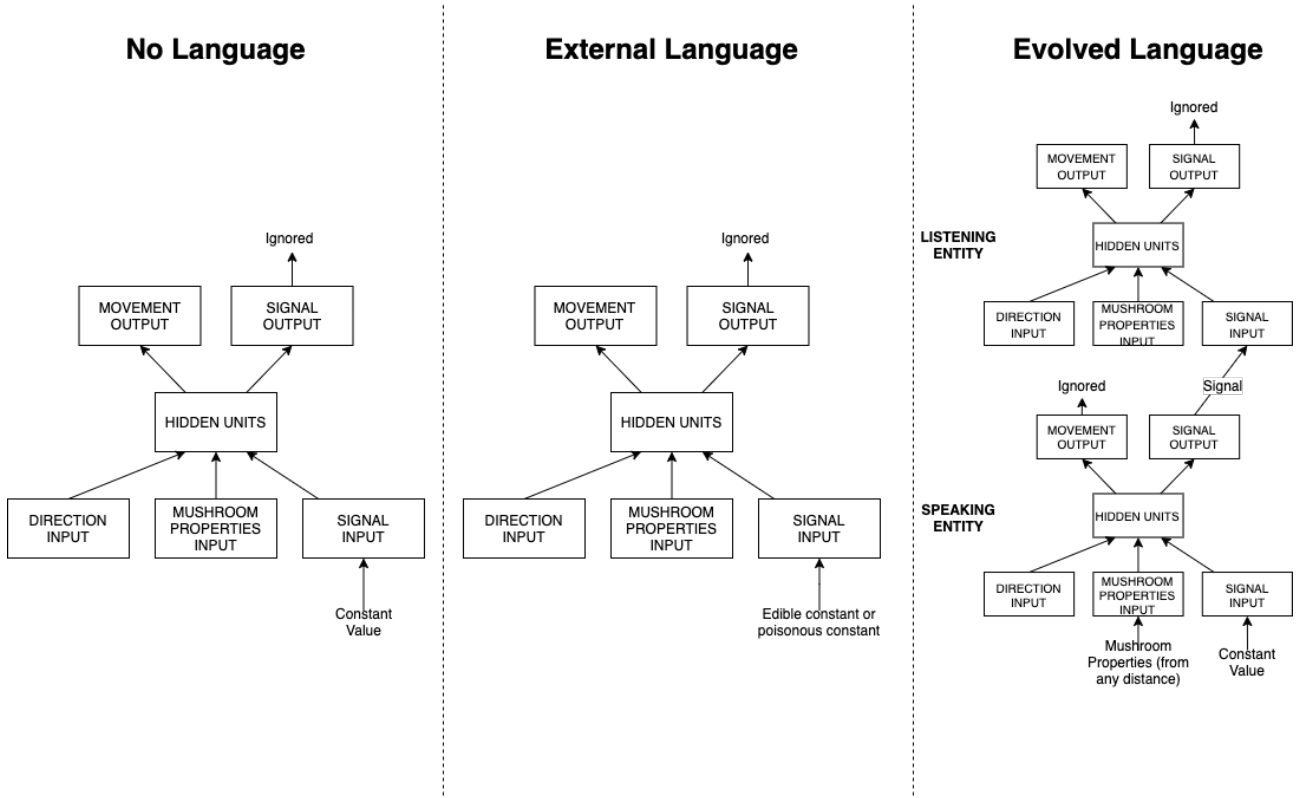 No Language
Ignored
MOVEMENT
OUTPUT
SIGNAL
OUTPUT
HIDDEN UNITS
DIRECTION
INPUT
MUSHROOM
PROPERTIES
INPUT
SIGNAL
INPUT
Constant
Value
External Language
Ignored
MOVEMENT
OUTPUT
SIGNAL
OUTPUT
HIDDEN UNITS
DIRECTION
INPUT
MUSHROOM
PROPERTIES
INPUT
SIGNAL
INPUT
Edible constant or
poisonous constant
Evolved Language
Ignored
MOVEMENT
OUTPUT
SIGNAL
OUTPUT
LISTENING
ENTITY
HIDDEN UNITS
DIRECTION
INPUT
MUSHROOM
PROPERTIES
INPUT
SIGNAL
INPUT
Signal
Ignored
MOVEMENT
OUTPUT
SIGNAL
OUTPUT
SPEAKING
ENTITY
HIDDEN UNITS
DIRECTION
INPUT
MUSHROOM
PROPERTIES
INPUT
SIGNAL
INPUT
Mushroom
Properties (from
any distance)
Constant
Value